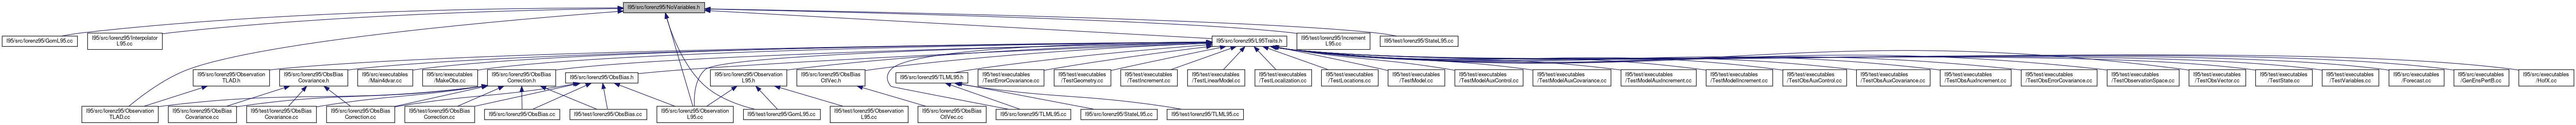 l95/src/lorenz95/NoVariables.h
l95/src/lorenz95/GomL95.cc
l95/src/lorenz95/Interpolator
L95.cc
l95/src/lorenz95/L95Traits.h
l95/test/lorenz95/Increment
L95.cc
l95/test/lorenz95/StateL95.cc
l95/src/lorenz95/Observation
TLAD.h
l95/src/lorenz95/ObsBias
Covariance.h
l95/src/executables
/Main4dvar.cc
l95/src/executables
/MakeObs.cc
l95/src/lorenz95/ObsBias
Correction.h
l95/src/lorenz95/ObsBias.h
l95/src/lorenz95/Observation
L95.h
l95/src/lorenz95/ObsBias
CtlVec.h
l95/src/lorenz95/TLML95.h
l95/test/executables
/TestErrorCovariance.cc
l95/test/executables
/TestGeometry.cc
l95/test/executables
/TestIncrement.cc
l95/test/executables
/TestLinearModel.cc
l95/test/executables
/TestLocalization.cc
l95/test/executables
/TestLocations.cc
l95/test/executables
/TestModel.cc
l95/test/executables
/TestModelAuxControl.cc
l95/test/executables
/TestModelAuxCovariance.cc
l95/test/executables
/TestModelAuxIncrement.cc
l95/test/executables
/TestModelIncrement.cc
l95/test/executables
/TestObsAuxControl.cc
l95/test/executables
/TestObsAuxCovariance.cc
l95/test/executables
/TestObsAuxIncrement.cc
l95/test/executables
/TestObsErrorCovariance.cc
l95/test/executables
/TestObservationSpace.cc
l95/test/executables
/TestObsVector.cc
l95/test/executables
/TestState.cc
l95/test/executables
/TestVariables.cc
l95/src/executables
/Forecast.cc
l95/src/executables
/GenEnsPertB.cc
l95/src/executables
/HofX.cc
l95/src/lorenz95/Observation
TLAD.cc
l95/src/lorenz95/ObsBias
Covariance.cc
l95/test/lorenz95/ObsBias
Covariance.cc
l95/src/lorenz95/ObsBias
Correction.cc
l95/test/lorenz95/ObsBias
Correction.cc
l95/src/lorenz95/ObsBias.cc
l95/test/lorenz95/ObsBias.cc
l95/src/lorenz95/Observation
L95.cc
l95/test/lorenz95/GomL95.cc
l95/test/lorenz95/Observation
L95.cc
l95/src/lorenz95/ObsBias
CtlVec.cc
l95/src/lorenz95/TLML95.cc
l95/src/lorenz95/StateL95.cc
l95/test/lorenz95/TLML95.cc